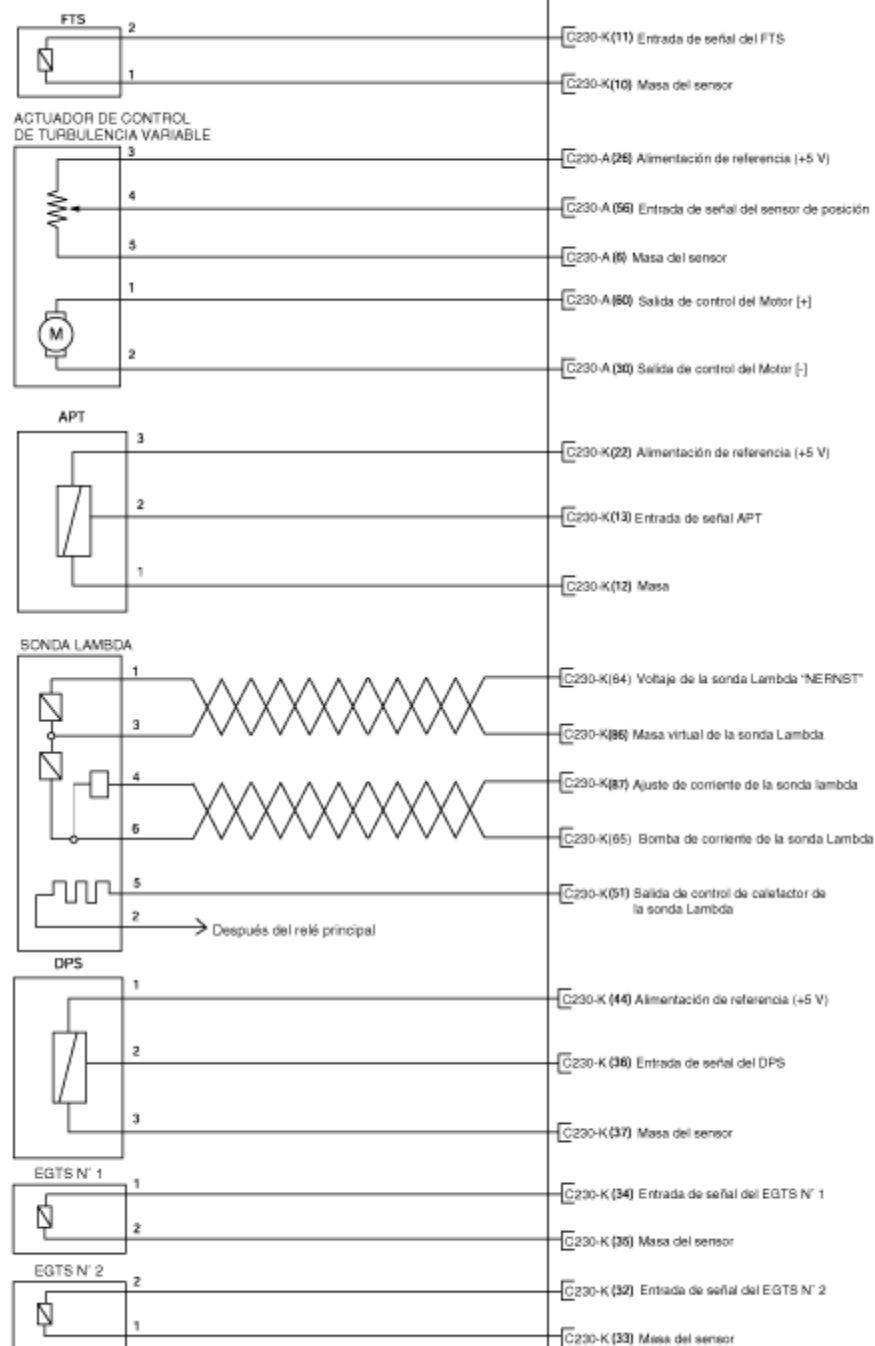 FTS
2
C230-K(11) Entrada de señal del FTS
1
C230-K(10) Masa del sensor
ACTUADOR DE CONTROL
DE TURBULENCIA VARIABLE
3
C230-A(26) Alimentación de referencia (+5 V)
4
C230-A(56) Entrada de señal del sensor de posición
5
C230-A(6) Masa del sensor
1
C230-A(60) Salida de control del Motor [+]
M
2
C230-A(30) Salida de control del Motor [-]
APT
3
C230-K(22) Alimentación de referencia (+5 V)
2
C230-K(13) Entrada de señal APT
1
C230-K(12) Masa
SONDA LAMBDA
1
C230-K(64) Voltaje de la sonda Lambda "NERNST"
3
C230-K(86) Masa virtual de la sonda Lambda
4
C230-K(87) Ajuste de corriente de la sonda lambda
6
C230-K(65) Bomba de corriente de la sonda Lambda
5
C230-K(51) Salida de control de calefactor de
la sonda Lambda
2
Después del relé principal
DPS
1
C230-K (44) Alimentación de referencia (+5 V)
2
C230-K (36) Entrada de señal del DPS
3
C230-K(37) Masa del sensor
EGTS N° 1
1
C230-K (34) Entrada de señal del EGTS N° 1
2
C230-K (35) Masa del sensor
EGTS N° 2
2
C230-K (32) Entrada de señal del EGTS N° 2
1
C230-K (33) Masa del sensor